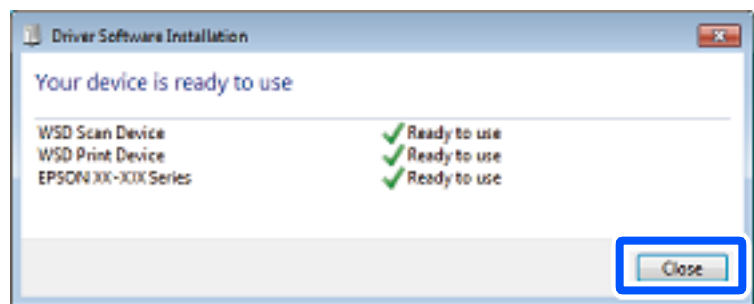 Driver Software Installation
Your device is ready to use
WSD Scan Device Ready to use
WSD Print Device Ready to use
EPSON XX-XXX Series Ready to use
Close